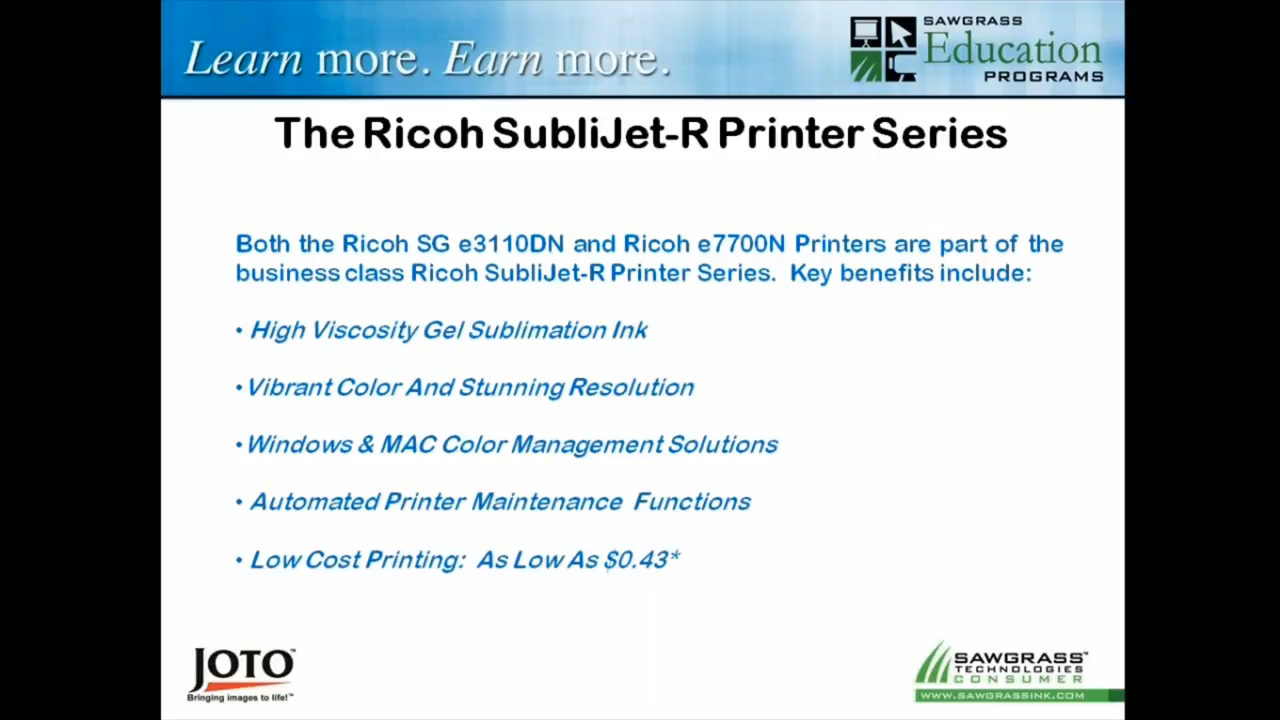 Learn more. Earn more.
SAWGRASS
Education
PROGRAMS
The Ricoh SubliJet-R Printer Series
Both the Ricoh SG e3110DN and Ricoh e7700N Printers are part of the
business class Ricoh SubliJet-R Printer Series. Key benefits include:
• High Viscosity Gel Sublimation Ink
• Vibrant Color And Stunning Resolution
• Windows & MAC Color Management Solutions
• Automated Printer Maintenance Functions
• Low Cost Printing: As Low As $0.43*
JOTO™
Bringing images to life!™
SAWGRASS™
TECHNOLOGIES
CONSUMER
WWW.SAWGRASSINK.COM